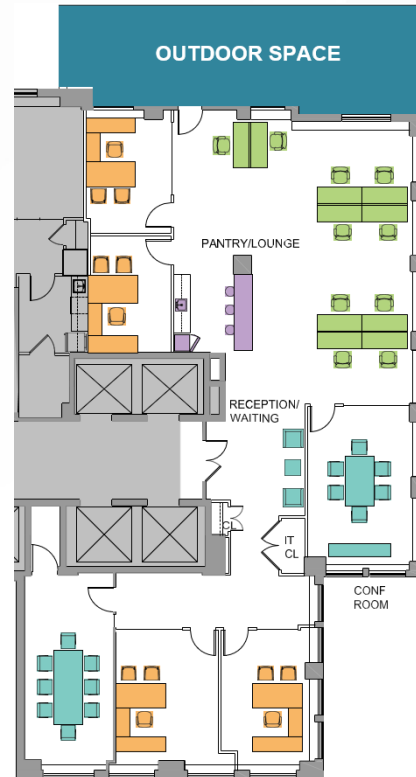 OUTDOOR SPACE
PANTRY/LOUNGE
RECEPTION/
WAITING
CL
IT
CL
CONF
ROOM